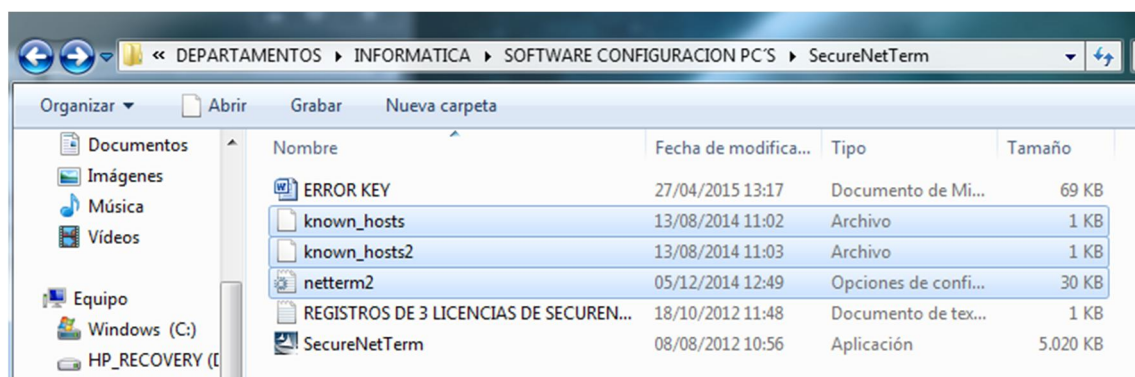 « DEPARTAMENTOS ▸ INFORMATICA ▸ SOFTWARE CONFIGURACION PC´S ▸ SecureNetTerm
Organizar Abrir Grabar Nueva carpeta
Documentos
Imágenes
Música
Vídeos
Equipo
Windows (C:)
HP_RECOVERY (D
Nombre Fecha de modifica... Tipo Tamaño
ERROR KEY 27/04/2015 13:17 Documento de Mi... 69 KB
known_hosts 13/08/2014 11:02 Archivo 1 KB
known_hosts2 13/08/2014 11:03 Archivo 1 KB
netterm2 05/12/2014 12:49 Opciones de confi... 30 KB
REGISTROS DE 3 LICENCIAS DE SECUREN... 18/10/2012 11:48 Documento de tex... 1 KB
SecureNetTerm 08/08/2012 10:56 Aplicación 5.020 KB